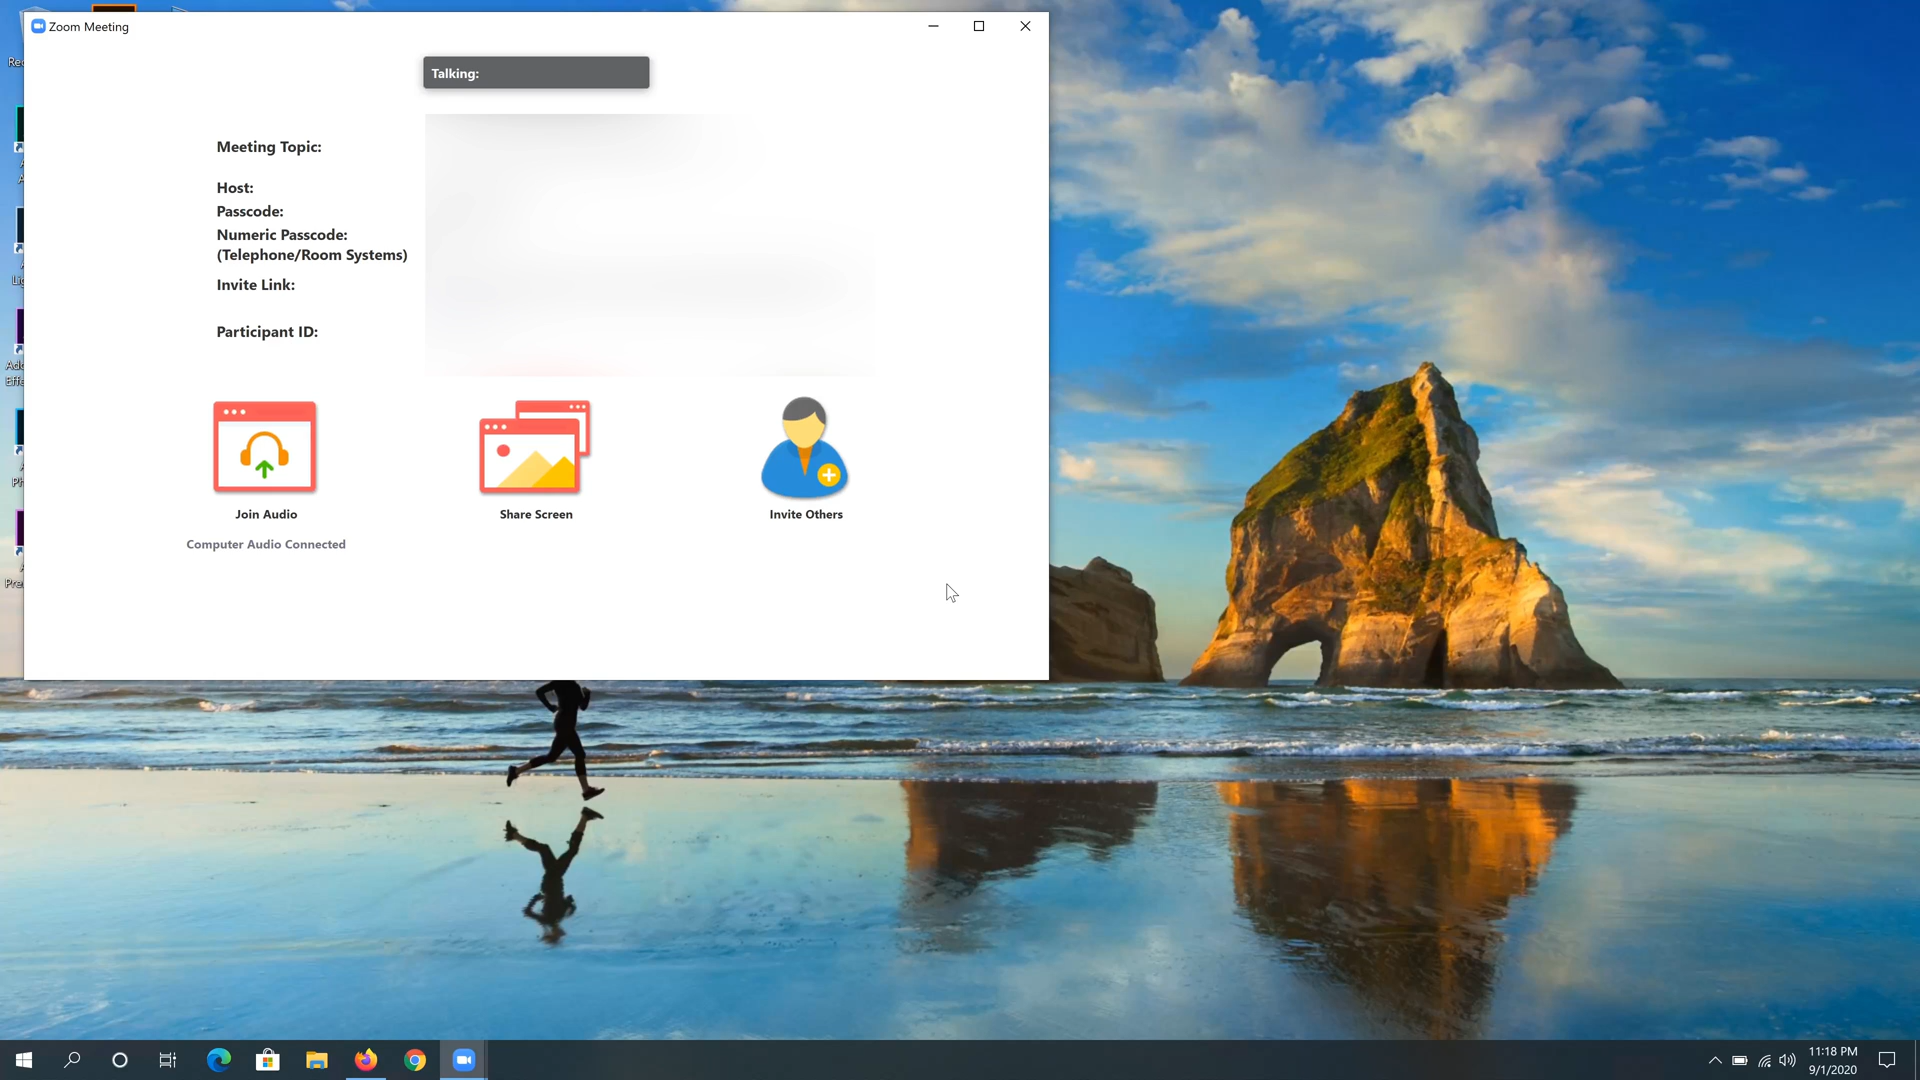 Zoom Meeting
Talking:
Meeting Topic:
Host:
Passcode:
Numeric Passcode:
(Telephone/Room Systems)
Invite Link:
Participant ID:
Join Audio
Share Screen
Invite Others
Computer Audio Connected
11:18 PM
9/1/2020